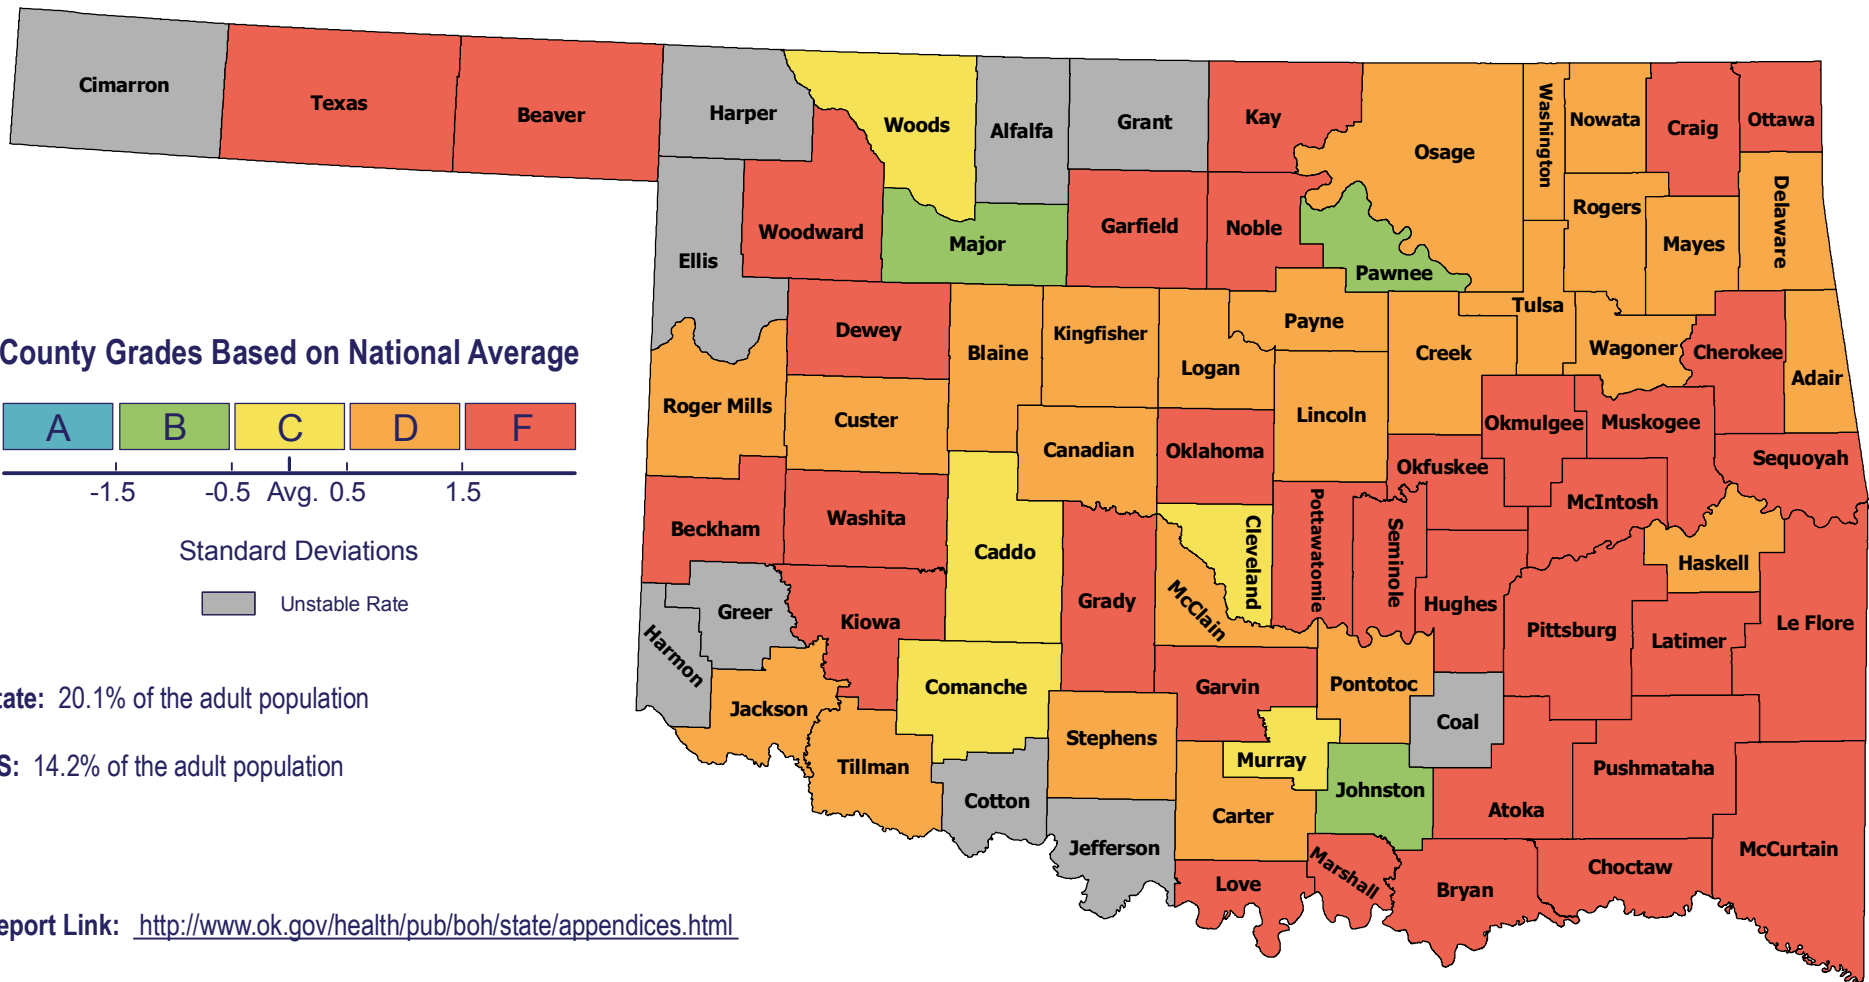 Cimarron
Texas
Beaver
Harper
Woods
Alfalfa
Grant
Kay
Osage
Washington
Nowata
Craig
Ottawa
Ellis
Woodward
Major
Garfield
Noble
Pawnee
Rogers
Mayes
Delaware
Dewey
Blaine
Kingfisher
Logan
Payne
Creek
Tulsa
Wagoner
Cherokee
Adair
County Grades Based on National Average
A B C D F
-1.5 -0.5 Avg. 0.5 1.5
Standard Deviations
Unstable Rate
Roger Mills
Custer
Canadian
Oklahoma
Lincoln
Okmulgee
Muskogee
Sequoyah
Okfuskee
McIntosh
Beckham
Washita
Caddo
Grady
McClain
Cleveland
Pottawatomie
Seminole
Hughes
Haskell
Pittsburg
Latimer
Le Flore
Harmon
Greer
Kiowa
Comanche
Garvin
Pontotoc
Coal
Jackson
Tillman
Stephens
Murray
Johnston
Atoka
Pushmataha
McCurtain
Cotton
Jefferson
Carter
Love
Marshall
Bryan
Choctaw
tate: 20.1% of the adult population
S: 14.2% of the adult population
eport Link: http://www.ok.gov/health/pub/boh/state/appendices.html